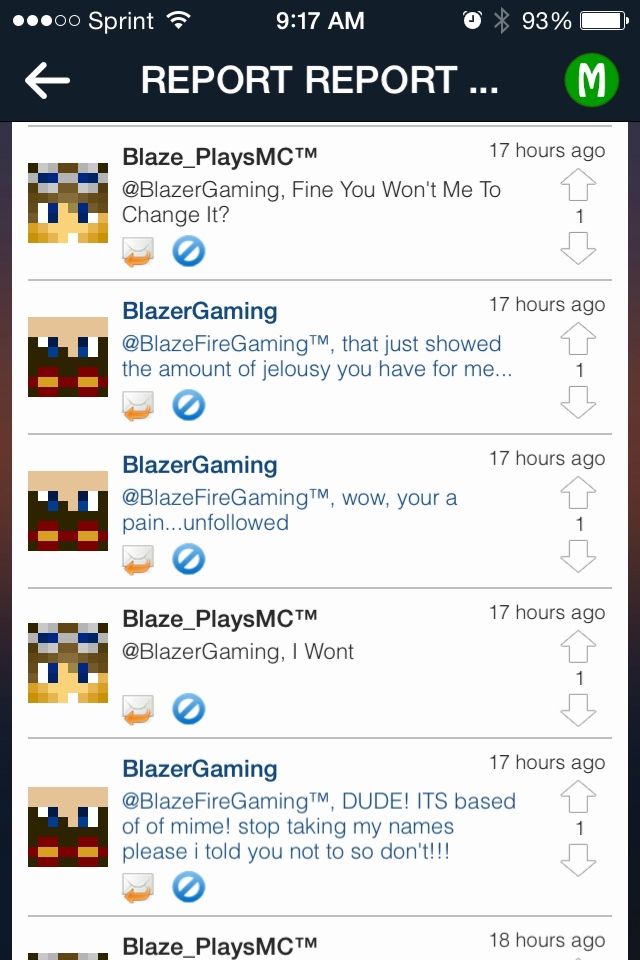 Sprint 9:17 AM 93%
REPORT REPORT ... M
Blaze_PlaysMC™ 17 hours ago
@BlazerGaming, Fine You Won't Me To
Change It?
1
BlazerGaming 17 hours ago
@BlazeFireGaming™, that just showed
the amount of jelousy you have for me...
1
BlazerGaming 17 hours ago
@BlazeFireGaming™, wow, your a
pain...unfollowed
1
Blaze_PlaysMC™ 17 hours ago
@BlazerGaming, I Wont
1
BlazerGaming 17 hours ago
@BlazeFireGaming™, DUDE! ITS based
of of mime! stop taking my names
please i told you not to so don't!!!
1
Blaze_PlaysMC™ 18 hours ago